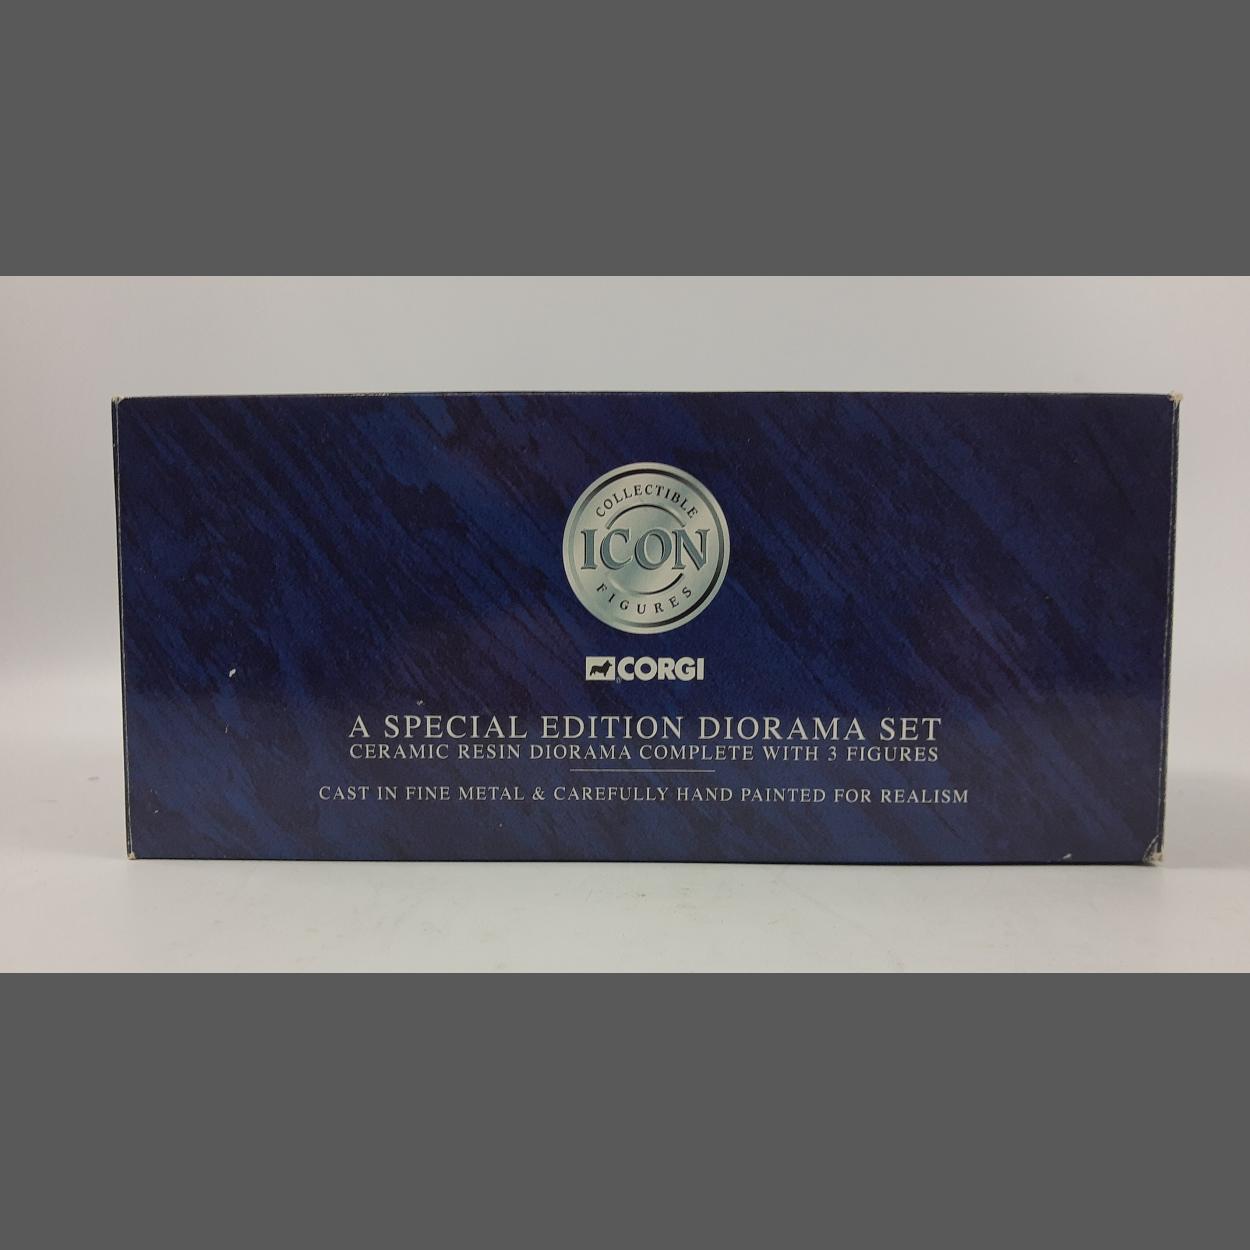 COLLECTIBLE
ICON
FIGURES
CORGI
A SPECIAL EDITION DIORAMA SET
CERAMIC RESIN DIORAMA COMPLETE WITH 3 FIGURES
CAST IN FINE METAL & CAREFULLY HAND PAINTED FOR REALISM